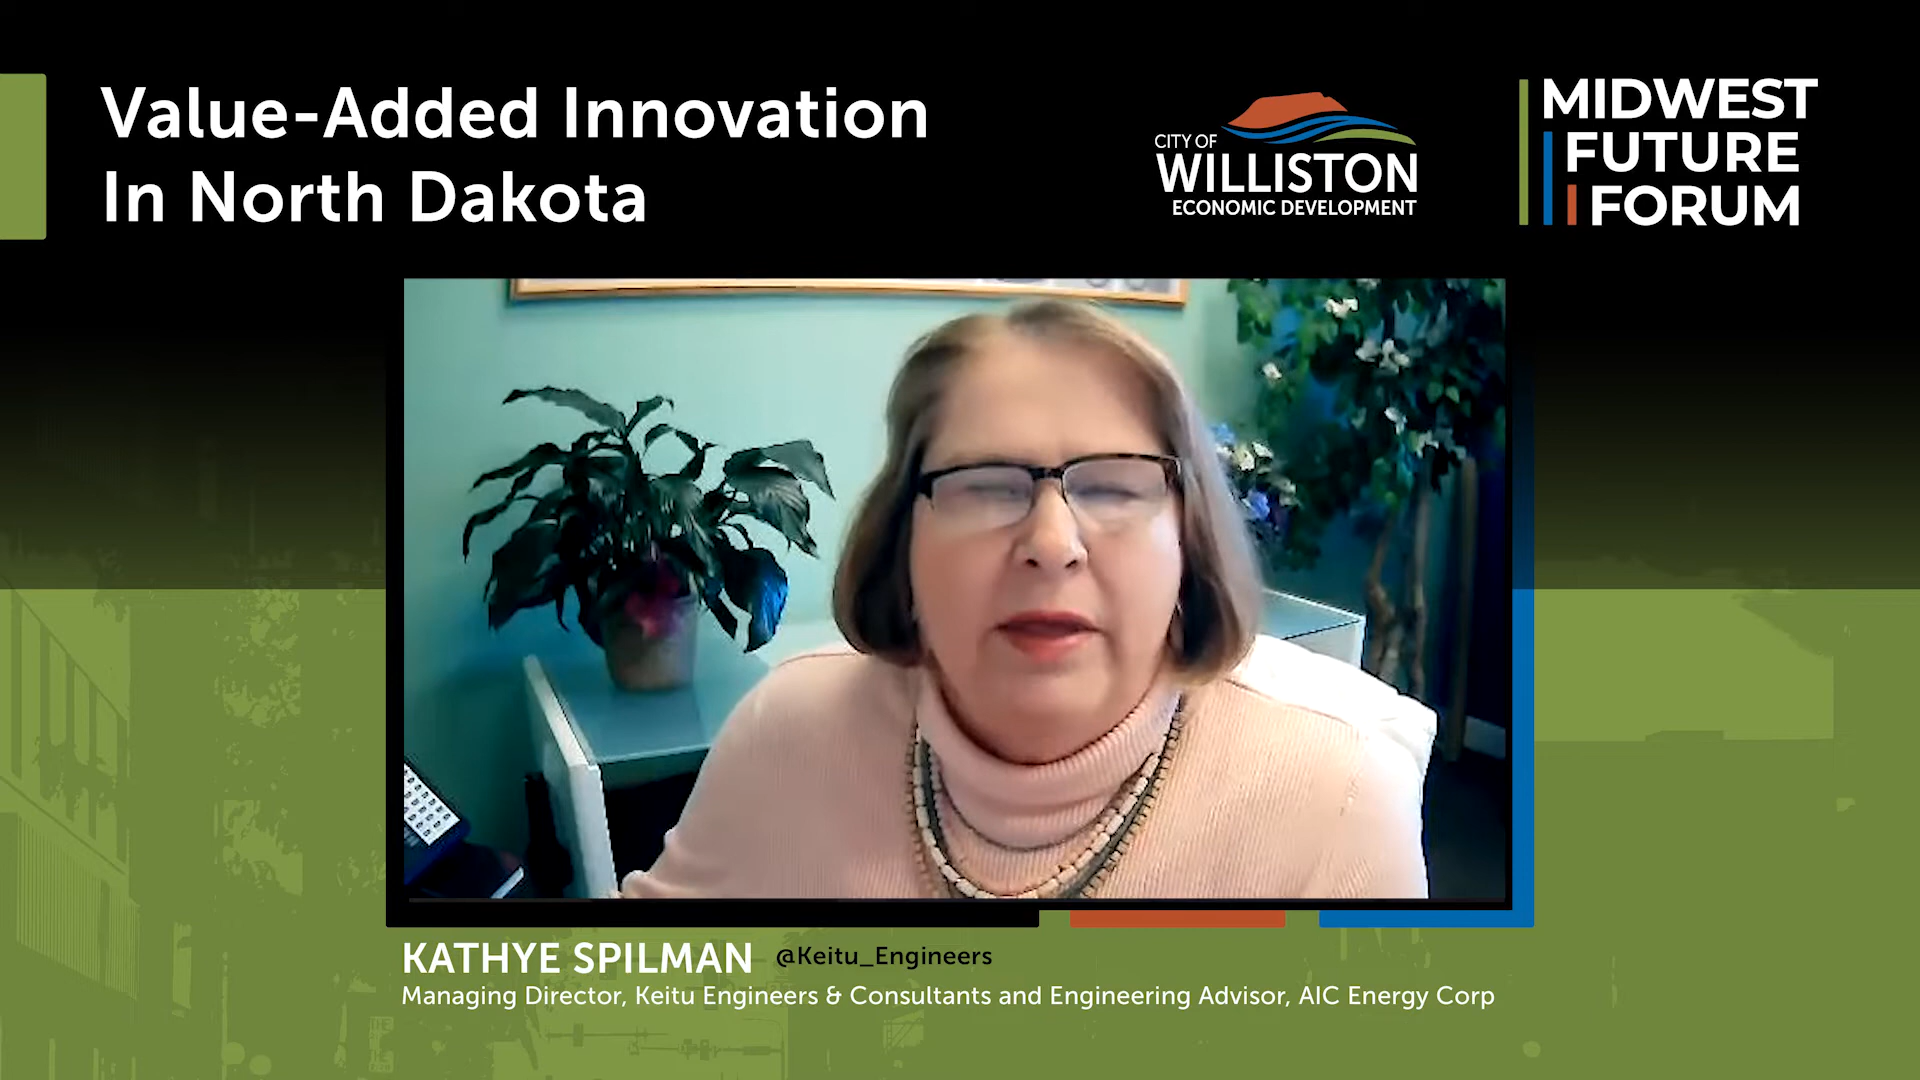 Value-Added Innovation
In North Dakota
CITY OF
WILLISTON
ECONOMIC DEVELOPMENT
MIDWEST
FUTURE
FORUM
KATHYE SPILMAN @Keitu_Engineers
Managing Director, Keitu Engineers & Consultants and Engineering Advisor, AIC Energy Corp